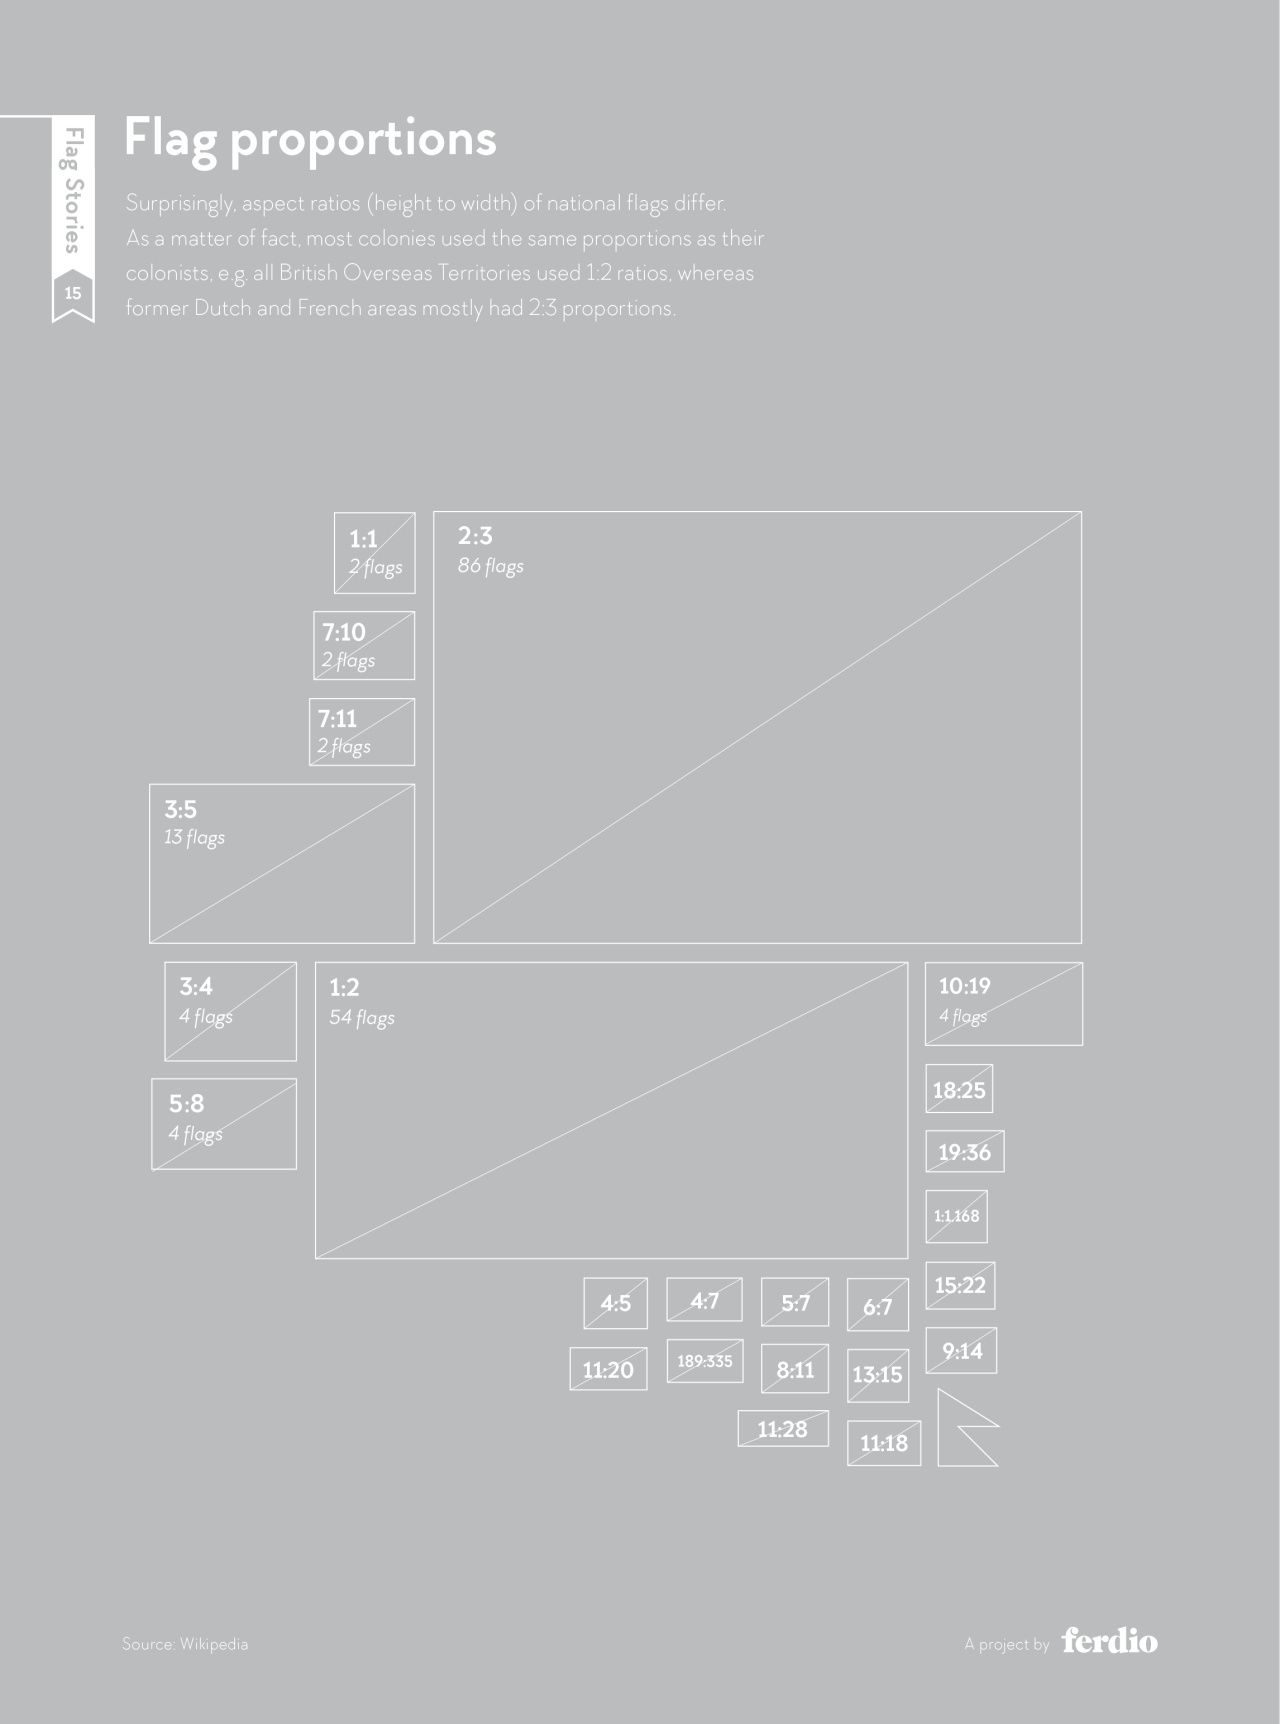 Flag Stories
15
Flag proportions
Surprisingly, aspect ratios (height to width) of national flags differ.
As a matter of fact, most colonies used the same proportions as their
colonists, e.g. all British Overseas Territories used 1:2 ratios, whereas
former Dutch and French areas mostly had 2:3 proportions.
1:1
2 flags
2:3
86 flags
7:10
2 flags
7:11
2 flags
3:5
13 flags
3:4
4 flags
1:2
54 flags
10:19
4 flags
5:8
4 flags
18:25
19:36
1:1.168
15:22
9:14
4:5
4:7
5:7
6:7
11:20
189:335
8:11
13:15
11:28
11:18
Source: Wikipedia
A project by ferdio